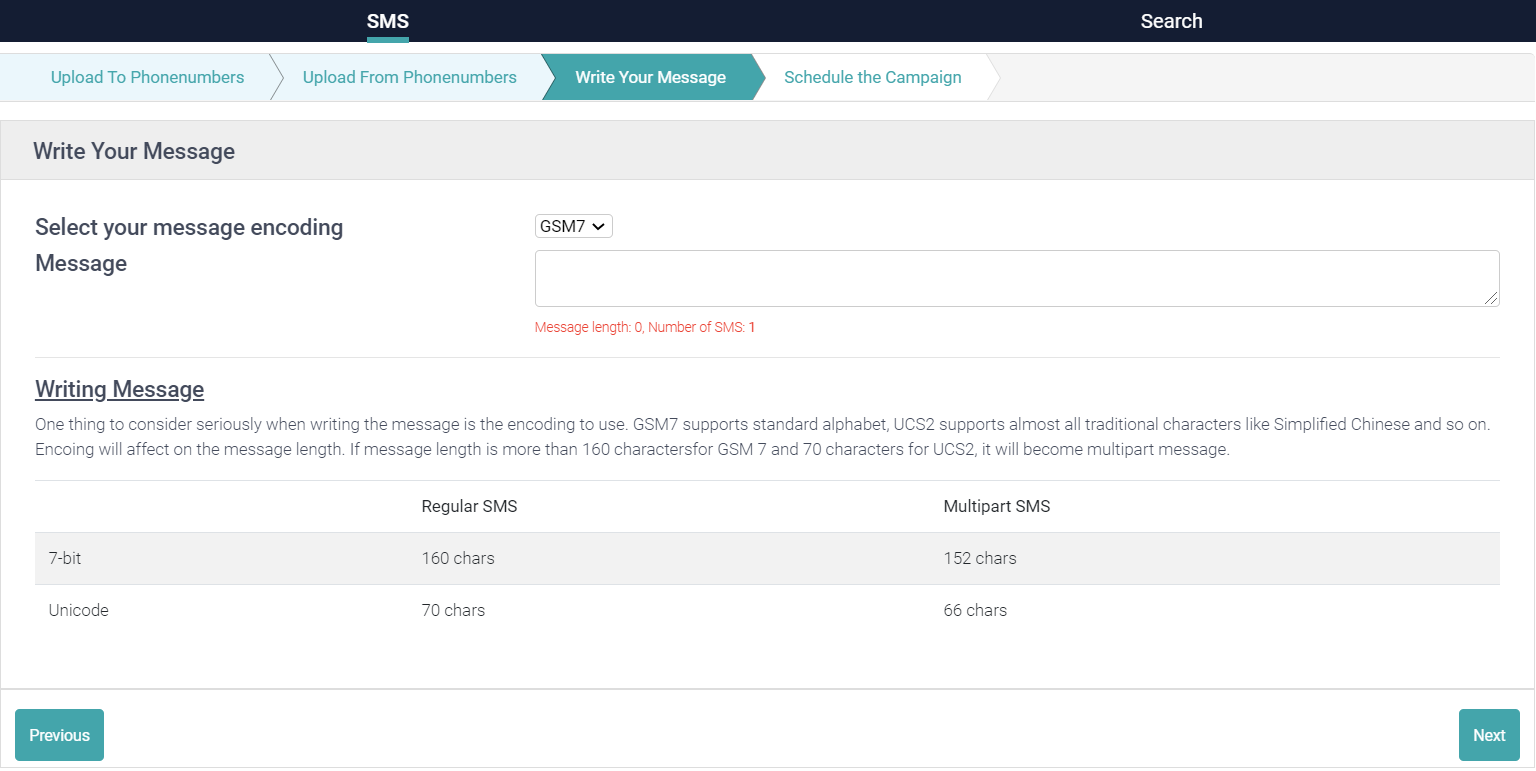 SMS
Search
Upload To Phonenumbers
Upload From Phonenumbers
Write Your Message
Schedule the Campaign
Write Your Message
Select your message encoding
GSM7
Message
Message length: 0, Number of SMS: 1
Writing Message
One thing to consider seriously when writing the message is the encoding to use. GSM7 supports standard alphabet, UCS2 supports almost all traditional characters like Simplified Chinese and so on.
Encoing will affect on the message length. If message length is more than 160 charactersfor GSM 7 and 70 characters for UCS2, it will become multipart message.
Regular SMS
Multipart SMS
7-bit
160 chars
152 chars
Unicode
70 chars
66 chars
Previous
Next